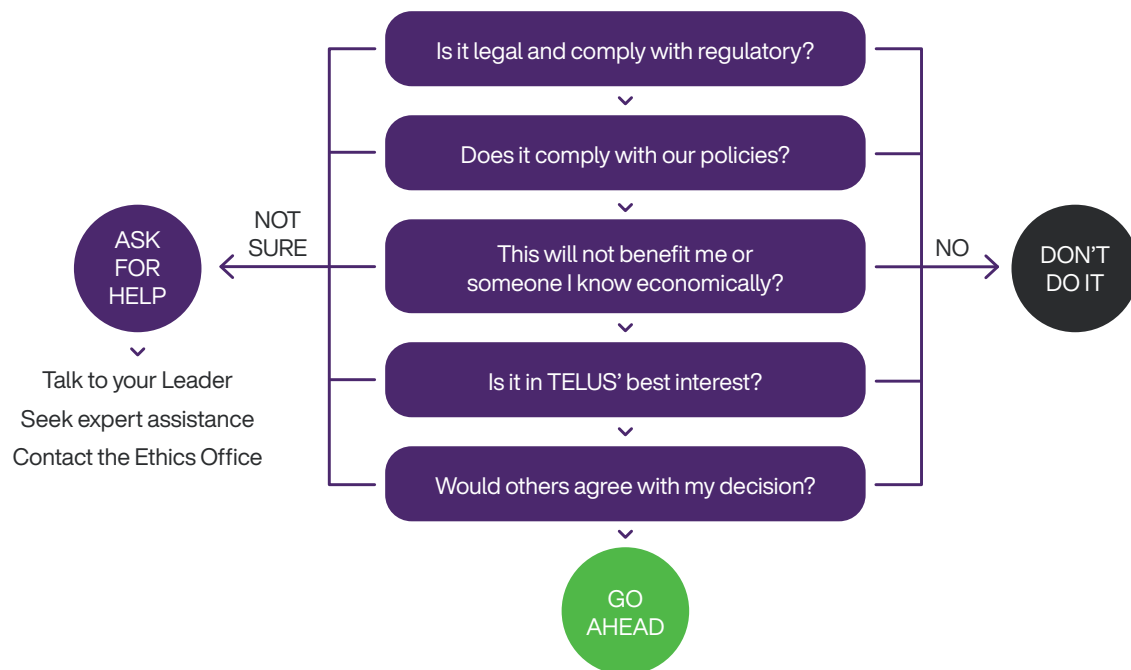 Is it legal and comply with regulatory?
Does it comply with our policies?
NOT
SURE
ASK
FOR
HELP
This will not benefit me or
someone I know economically?
NO
DON’T
DO IT
Talk to your Leader
Seek expert assistance
Contact the Ethics Office
Is it in TELUS’ best interest?
Would others agree with my decision?
GO
AHEAD